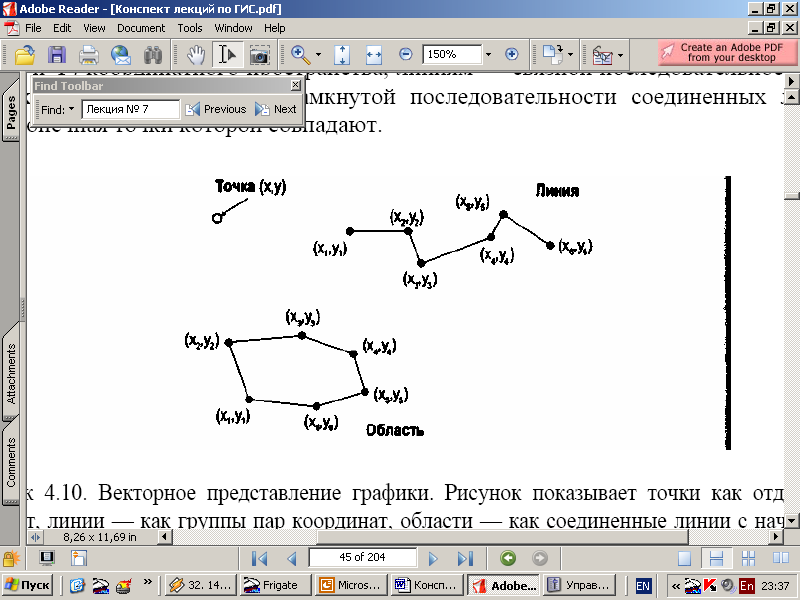 Adobe Reader - [Конспект лекций по ГИС.pdf]
File Edit View Document Tools Window Help
150%
Create an Adobe PDF
from your desktop
Find Toolbar
Find: Лекция № 7 Previous Next
мкнутой последовательности соединенных
точки которой совпадают.
Pages
Attachments
Comments
Точка (x,y)
Линия
(x1,y1)
(x2,y2)
(x3,y3)
(x4,y4)
(x5,y5)
(x6,y6)
(x2,y2)
(x3,y3)
(x4,y4)
(x5,y5)
(x6,y6)
(x1,y1)
Область
4.10. Векторное представление графики. Рисунок показывает точки как отд
т, линии — как группы пар координат, области — как соединенные линии с нач
8,26 x 11,69 in
45 of 204
Пуск » 32. 14... Frigate Micros... Консп... Adobe... Управ... EN « En 23:37